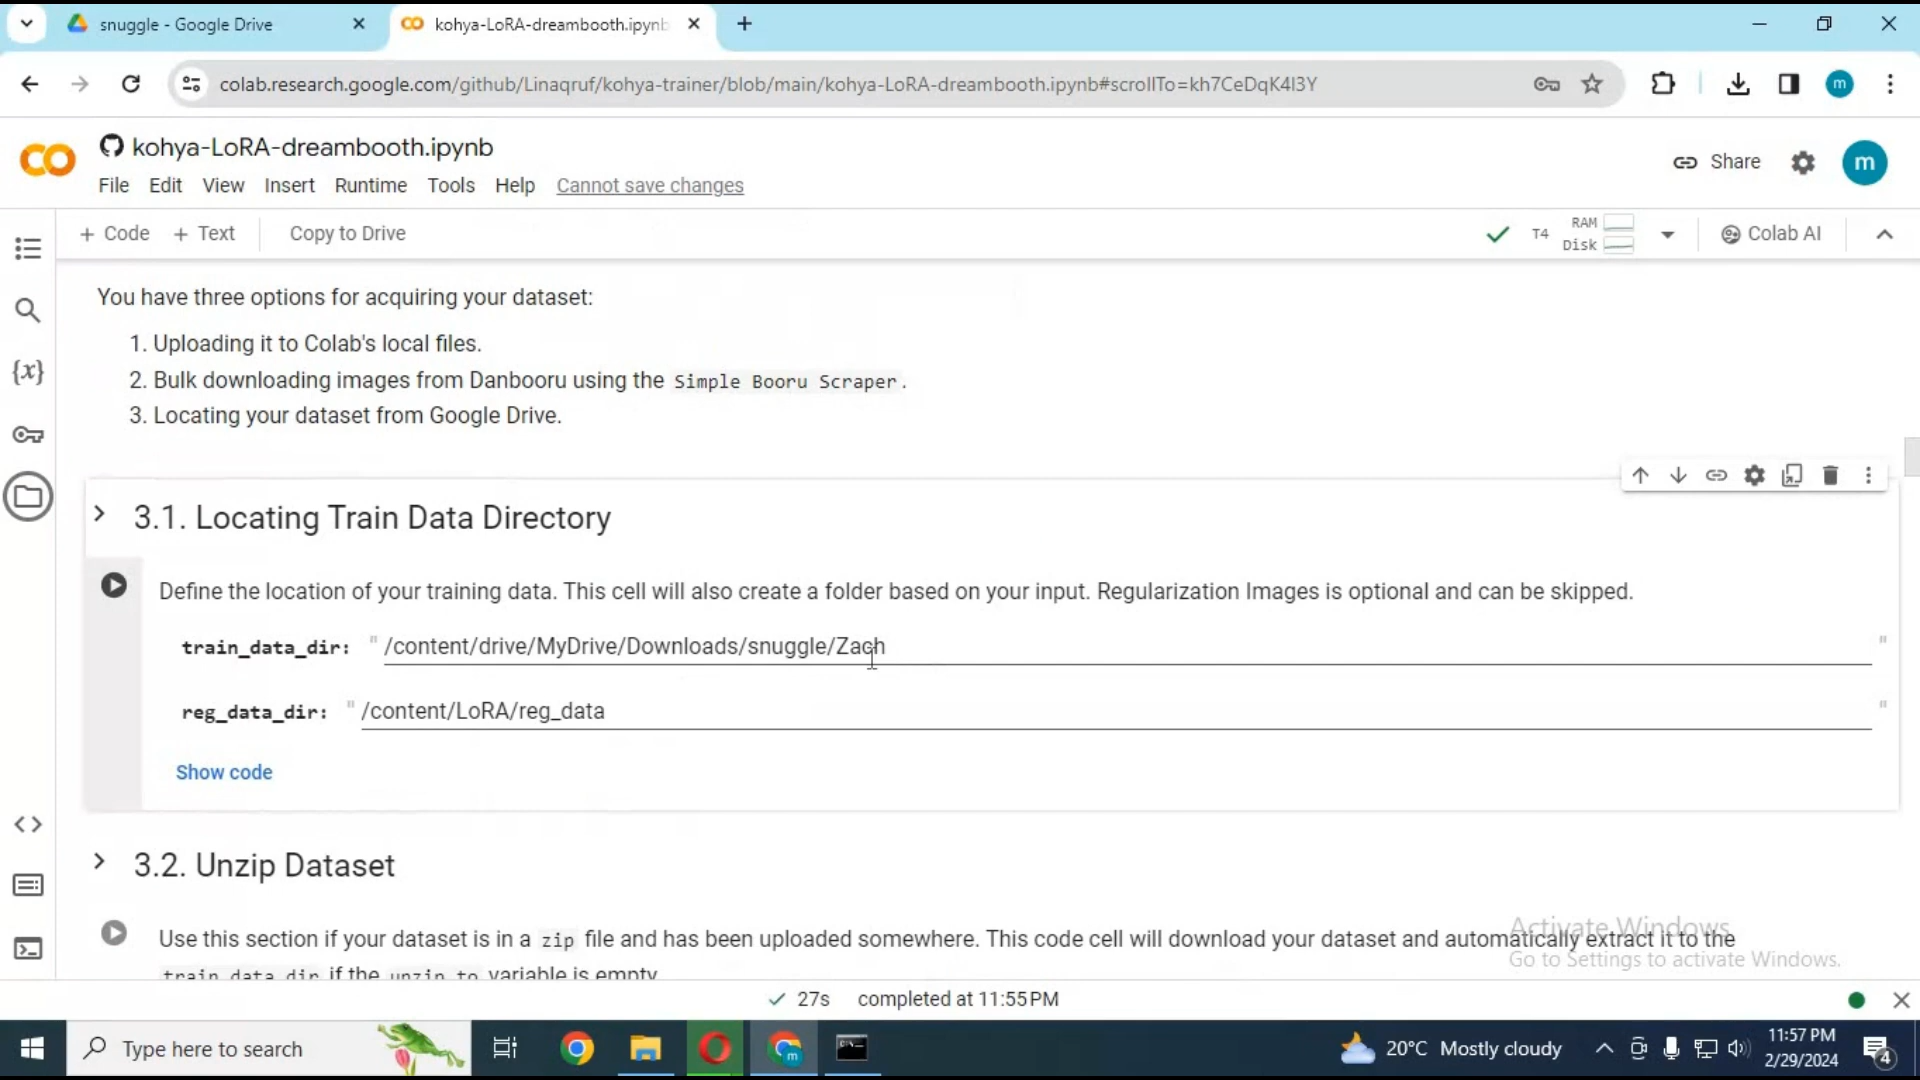 snuggle - Google Drive
kohya-LoRA-dreambooth.ipynb
colab.research.google.com/github/Linaqruf/kohya-trainer/blob/main/kohya-LoRA-dreambooth.ipynb#scrollTo=kh7CeDqK4I3Y
m
kohya-LoRA-dreambooth.ipynb
Share
m
File Edit View Insert Runtime Tools Help Cannot save changes
+ Code + Text Copy to Drive
T4 RAM
Disk
Colab AI
You have three options for acquiring your dataset:
1. Uploading it to Colab's local files.
2. Bulk downloading images from Danbooru using the Simple Booru Scraper.
3. Locating your dataset from Google Drive.
{x}
3.1. Locating Train Data Directory
Define the location of your training data. This cell will also create a folder based on your input. Regularization Images is optional and can be skipped.
train_data_dir: "/content/drive/MyDrive/Downloads/snuggle/Zach"
reg_data_dir: "/content/LoRA/reg_data"
Show code
3.2. Unzip Dataset
Use this section if your dataset is in a zip file and has been uploaded somewhere. This code cell will download your dataset and automatically extract it to the
train_data_dir if the unzip_to variable is empty
Activate Windows
Go to Settings to activate Windows.
27s completed at 11:55 PM
Type here to search
m
20°C Mostly cloudy
11:57 PM
2/29/2024
4